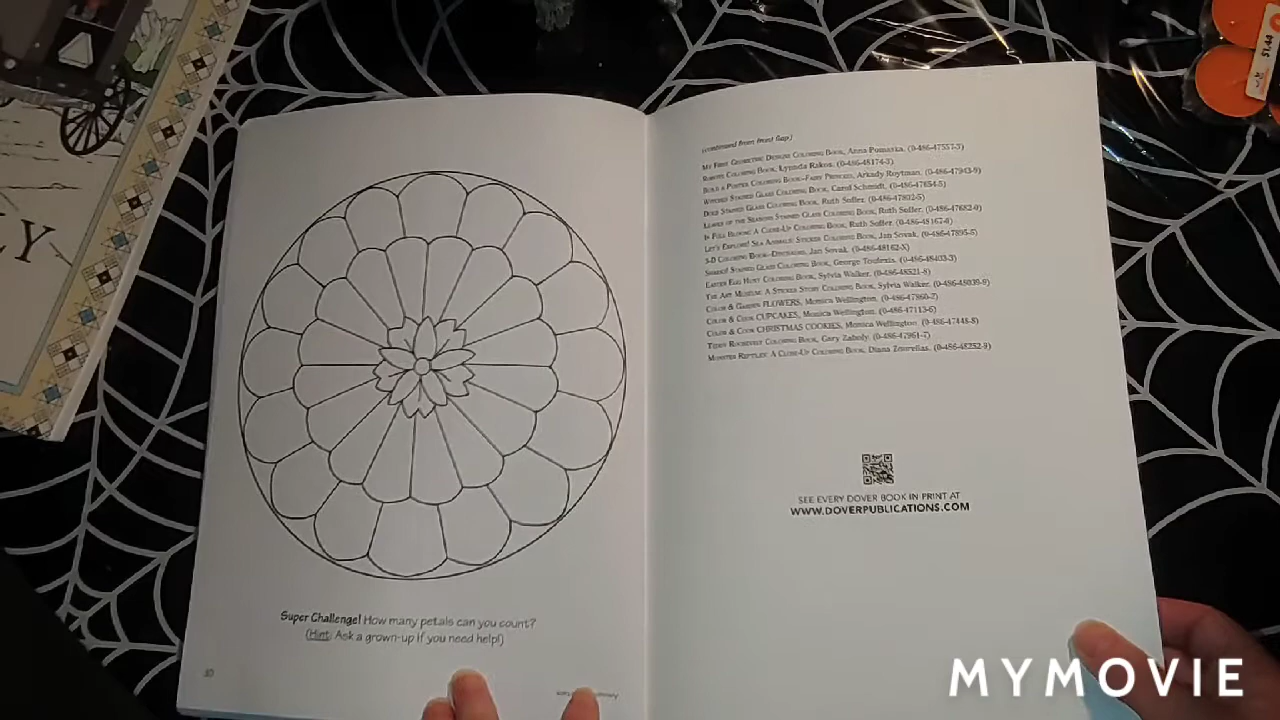 LY
$1.44
Super Challenge! How many petals can you count?
(Hint: Ask a grown-up if you need help!)
30
(continued from front flap)
MY FIRST GEOMETRIC DESIGNS COLORING BOOK, Anna Pomaska. (0-486-47557-3)
ROBOTS COLORING BOOK, Lynnda Rakos. (0-486-48174-3)
BUILD A POSTER COLORING BOOK—FAIRY PRINCESS, Arkady Roytman. (0-486-47943-9)
WITCHES STAINED GLASS COLORING BOOK, Carol Schmidt. (0-486-47854-5)
DOLD STAINED GLASS COLORING BOOK, Ruth Soffer. (0-486-47802-5)
LEAVES OF THE SEASONS STAINED GLASS COLORING BOOK, Ruth Soffer. (0-486-47682-0)
IN FULL BLOOM: A CLOSE-UP COLORING BOOK, Ruth Soffer. (0-486-48167-0)
LET'S EXPLORE! SEA ANIMALS: STICKER COLORING BOOK, Jan Sovak. (0-486-47895-5)
3-D COLORING BOOK—DINOSAURS, Jan Sovak. (0-486-48162-X)
STAINED GLASS COLORING BOOK, George Toufexis. (0-486-48403-3)
EASTER EGG HUNT COLORING BOOK, Sylvia Walker. (0-486-48521-8)
THE ART MUSEUM: A STICKER STORY COLORING BOOK, Sylvia Walker. (0-486-48039-9)
COLOR & GARDEN FLOWERS, Monica Wellington. (0-486-47860-2)
COLOR & COOK CUPCAKES, Monica Wellington. (0-486-47113-6)
COLOR & COOK CHRISTMAS COOKIES, Monica Wellington. (0-486-47448-8)
TEDDY ROOSEVELT COLORING BOOK, Gary Zaboly. (0-486-47961-7)
MONSTER REPTILES: A CLOSE-UP COLORING BOOK, Diana Zourelias. (0-486-48252-9)
SEE EVERY DOVER BOOK IN PRINT AT
WWW.DOVERPUBLICATIONS.COM
MYMOVIE